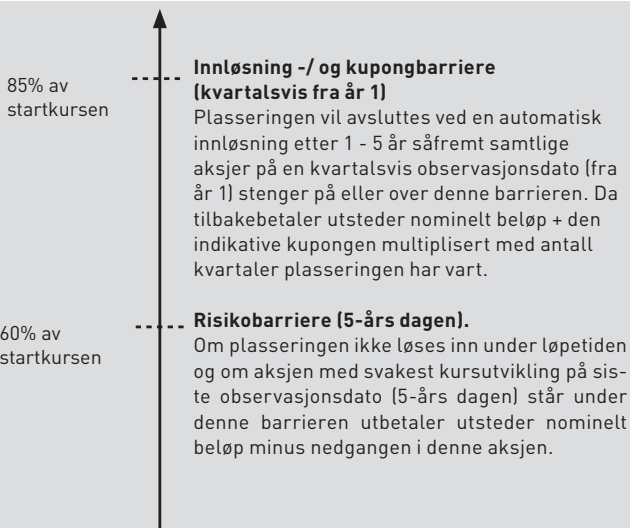 85% av
startkursen
Innløsning -/ og kupongbarriere
(kvartalsvis fra år 1)
Plasseringen vil avsluttes ved en automatisk
innløsning etter 1 - 5 år såfremt samtlige
aksjer på en kvartalsvis observasjonsdato (fra
år 1) stenger på eller over denne barrieren. Da
tilbakebetaler utsteder nominelt beløp + den
indikative kupongen multiplisert med antall
kvartaler plasseringen har vart.
60% av
startkursen
Risikobarriere (5-års dagen).
Om plasseringen ikke løses inn under løpetiden
og om aksjen med svakest kursutvikling på sis-
te observasjonsdato (5-års dagen) står under
denne barrieren utbetaler utsteder nominelt
beløp minus nedgangen i denne aksjen.